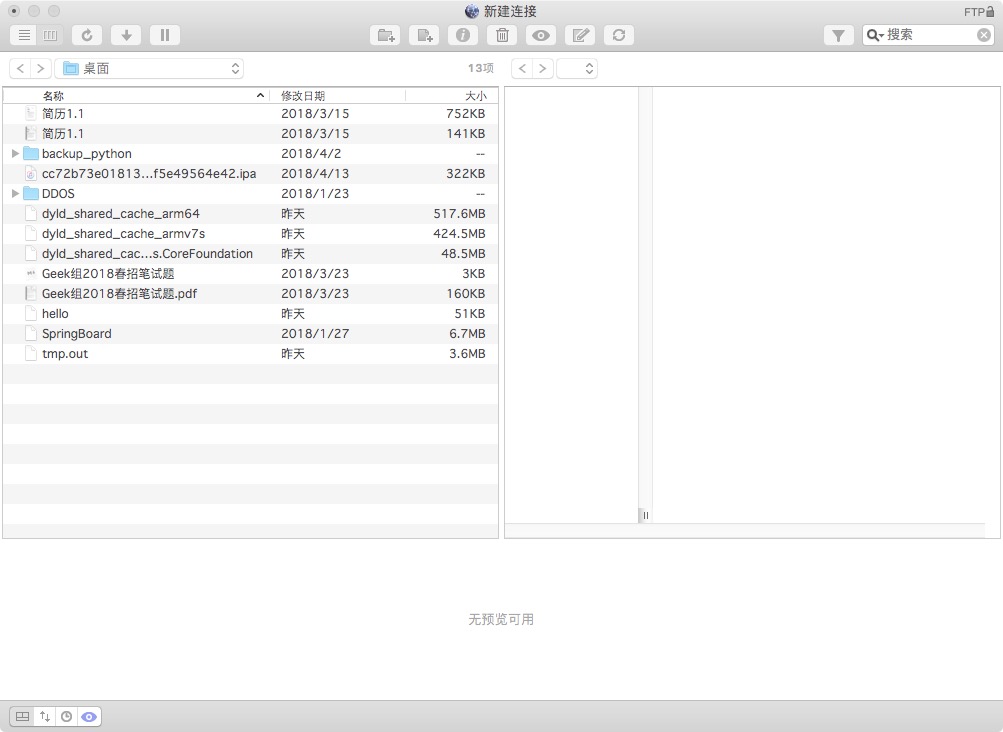 新建连接
FTP
搜索
桌面
13项
名称 修改日期 大小
简历1.1 2018/3/15 752KB
简历1.1 2018/3/15 141KB
backup_python 2018/4/2 --
cc72b73e01813...f5e49564e42.ipa 2018/4/13 322KB
DDOS 2018/1/23 --
dyld_shared_cache_arm64 昨天 517.6MB
dyld_shared_cache_armv7s 昨天 424.5MB
dyld_shared_cac...s.CoreFoundation 昨天 48.5MB
Geek组2018春招笔试题 2018/3/23 3KB
Geek组2018春招笔试题.pdf 2018/3/23 160KB
hello 昨天 51KB
SpringBoard 2018/1/27 6.7MB
tmp.out 昨天 3.6MB
无预览可用